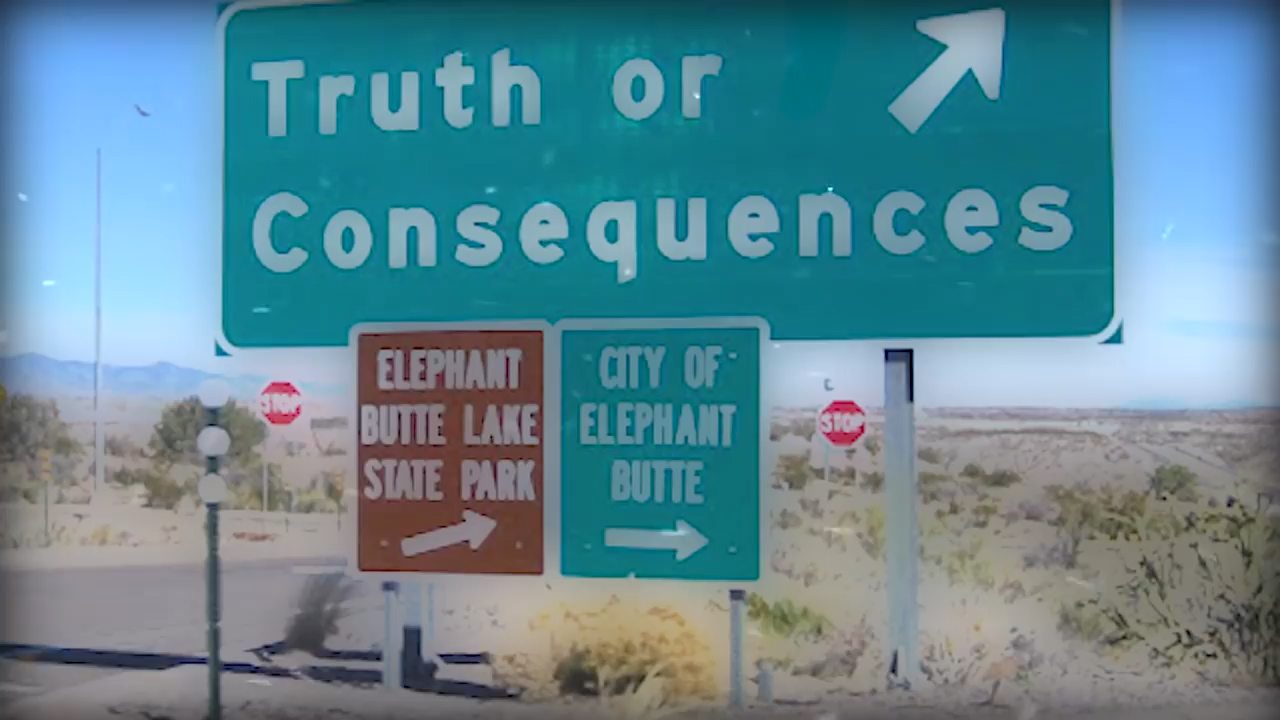 Truth or
Consequences
ELEPHANT
BUTTE LAKE
STATE PARK
CITY OF
ELEPHANT
BUTTE
STOP
STOP